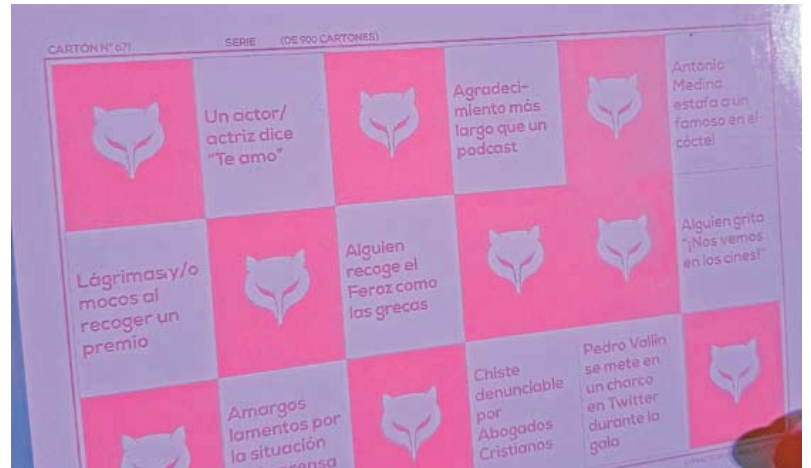 CARTÓN Nº 671 SERIE (DE 900 CARTONES)
Un actor/
actriz dice
"Te amo"
Agradeci-
miento más
largo que un
podcast
Antonio
Medina
estafa a un
famoso en el
cóctel
Lágrimas y/o
mocos al
recoger un
premio
Alguien
recoge el
Feroz como
las grecas
Alguien grita
"¡Nos vemos
en los cines!"
Amargos
lamentos por
la situación
prensa
Chiste
denunciable
por
Abogados
Cristianos
Pedro Vallín
se mete en
un charco
en Twitter
durante la
gala